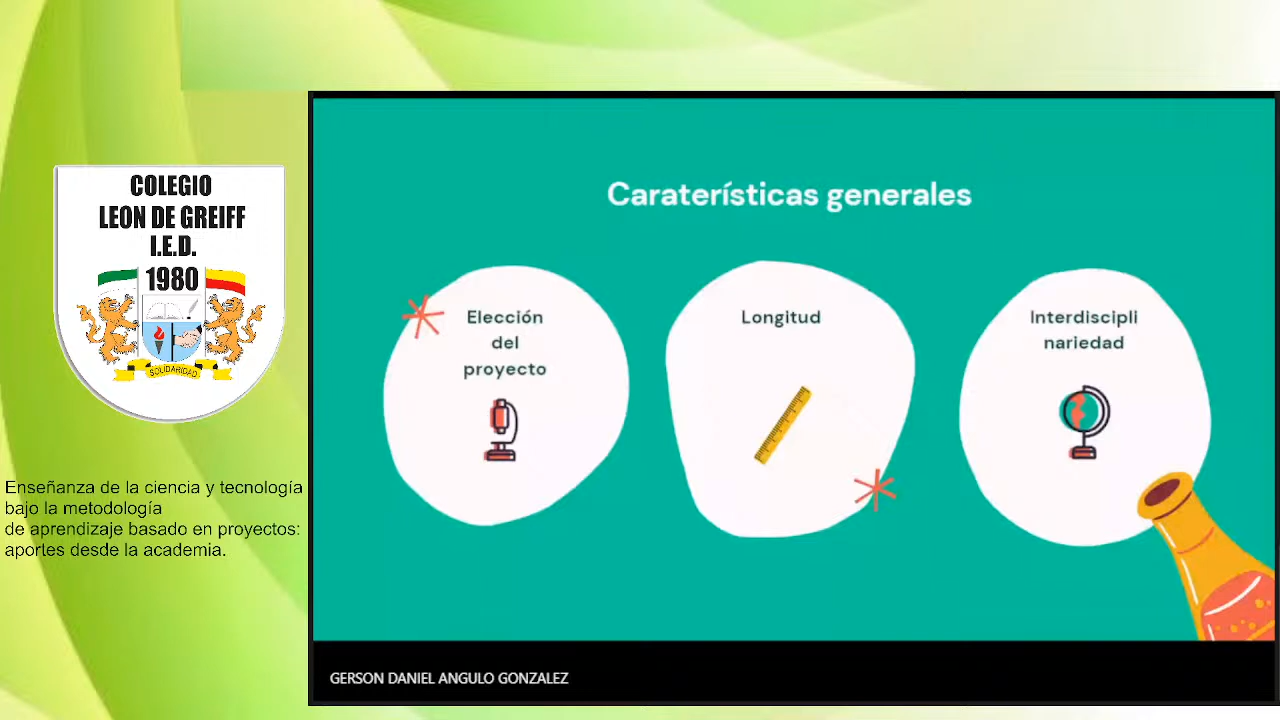 COLEGIO
LEON DE GREIFF
I.E.D.
1980
SOLIDARIDAD
Enseñanza de la ciencia y tecnología
bajo la metodología
de aprendizaje basado en proyectos:
aportes desde la academia.
Caraterísticas generales
Elección
del
proyecto
Longitud
Interdiscipli
nariedad
GERSON DANIEL ANGULO GONZALEZ